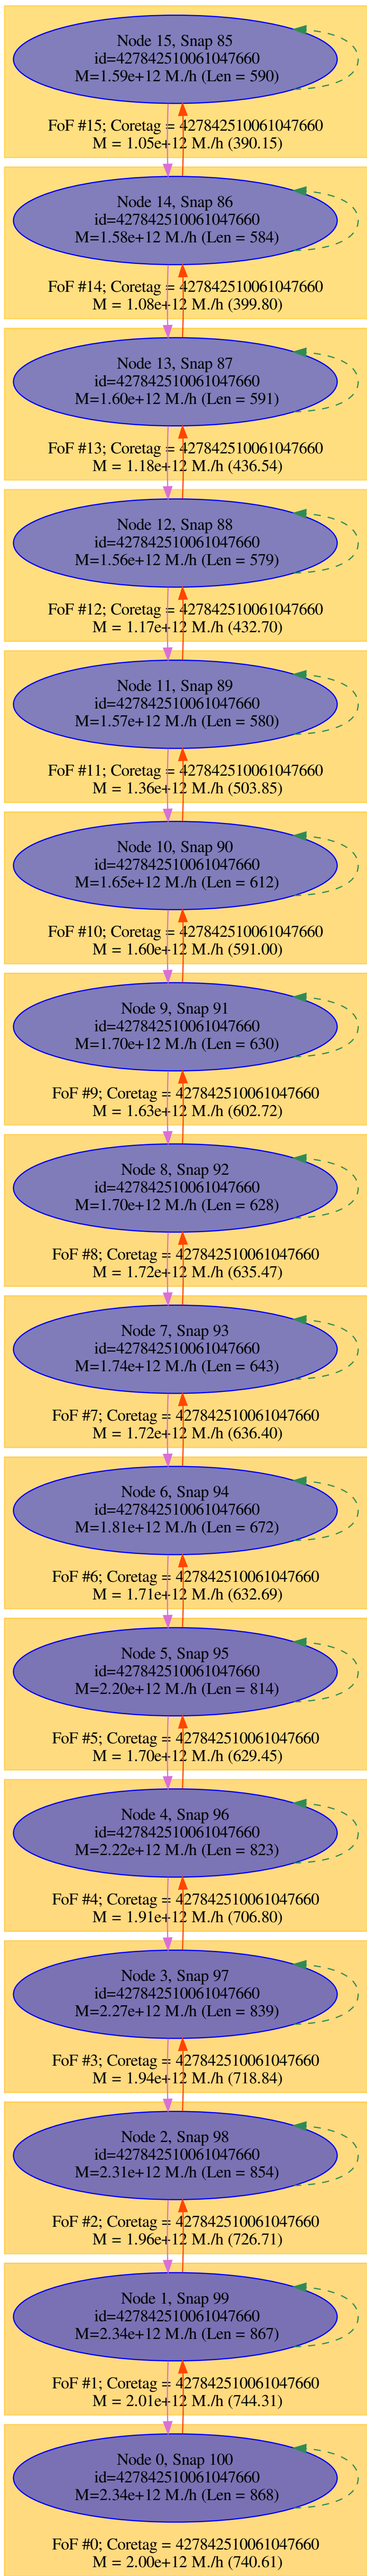 Node 15, Snap 85
id=427842510061047660
M=1.59e+12 M./h (Len = 590)
FoF #15; Coretag = 427842510061047660
M = 1.05e+12 M./h (390.15)
Node 14, Snap 86
id=427842510061047660
M=1.58e+12 M./h (Len = 584)
FoF #14; Coretag = 427842510061047660
M = 1.08e+12 M./h (399.80)
Node 13, Snap 87
id=427842510061047660
M=1.60e+12 M./h (Len = 591)
FoF #13; Coretag = 427842510061047660
M = 1.18e+12 M./h (436.54)
Node 12, Snap 88
id=427842510061047660
M=1.56e+12 M./h (Len = 579)
FoF #12; Coretag = 427842510061047660
M = 1.17e+12 M./h (432.70)
Node 11, Snap 89
id=427842510061047660
M=1.57e+12 M./h (Len = 580)
FoF #11; Coretag = 427842510061047660
M = 1.36e+12 M./h (503.85)
Node 10, Snap 90
id=427842510061047660
M=1.65e+12 M./h (Len = 612)
FoF #10; Coretag = 427842510061047660
M = 1.60e+12 M./h (591.00)
Node 9, Snap 91
id=427842510061047660
M=1.70e+12 M./h (Len = 630)
FoF #9; Coretag = 427842510061047660
M = 1.63e+12 M./h (602.72)
Node 8, Snap 92
id=427842510061047660
M=1.70e+12 M./h (Len = 628)
FoF #8; Coretag = 427842510061047660
M = 1.72e+12 M./h (635.47)
Node 7, Snap 93
id=427842510061047660
M=1.74e+12 M./h (Len = 643)
FoF #7; Coretag = 427842510061047660
M = 1.72e+12 M./h (636.40)
Node 6, Snap 94
id=427842510061047660
M=1.81e+12 M./h (Len = 672)
FoF #6; Coretag = 427842510061047660
M = 1.71e+12 M./h (632.69)
Node 5, Snap 95
id=427842510061047660
M=2.20e+12 M./h (Len = 814)
FoF #5; Coretag = 427842510061047660
M = 1.70e+12 M./h (629.45)
Node 4, Snap 96
id=427842510061047660
M=2.22e+12 M./h (Len = 823)
FoF #4; Coretag = 427842510061047660
M = 1.91e+12 M./h (706.80)
Node 3, Snap 97
id=427842510061047660
M=2.27e+12 M./h (Len = 839)
FoF #3; Coretag = 427842510061047660
M = 1.94e+12 M./h (718.84)
Node 2, Snap 98
id=427842510061047660
M=2.31e+12 M./h (Len = 854)
FoF #2; Coretag = 427842510061047660
M = 1.96e+12 M./h (726.71)
Node 1, Snap 99
id=427842510061047660
M=2.34e+12 M./h (Len = 867)
FoF #1; Coretag = 427842510061047660
M = 2.01e+12 M./h (744.31)
Node 0, Snap 100
id=427842510061047660
M=2.34e+12 M./h (Len = 868)
FoF #0; Coretag = 427842510061047660
M = 2.00e+12 M./h (740.61)